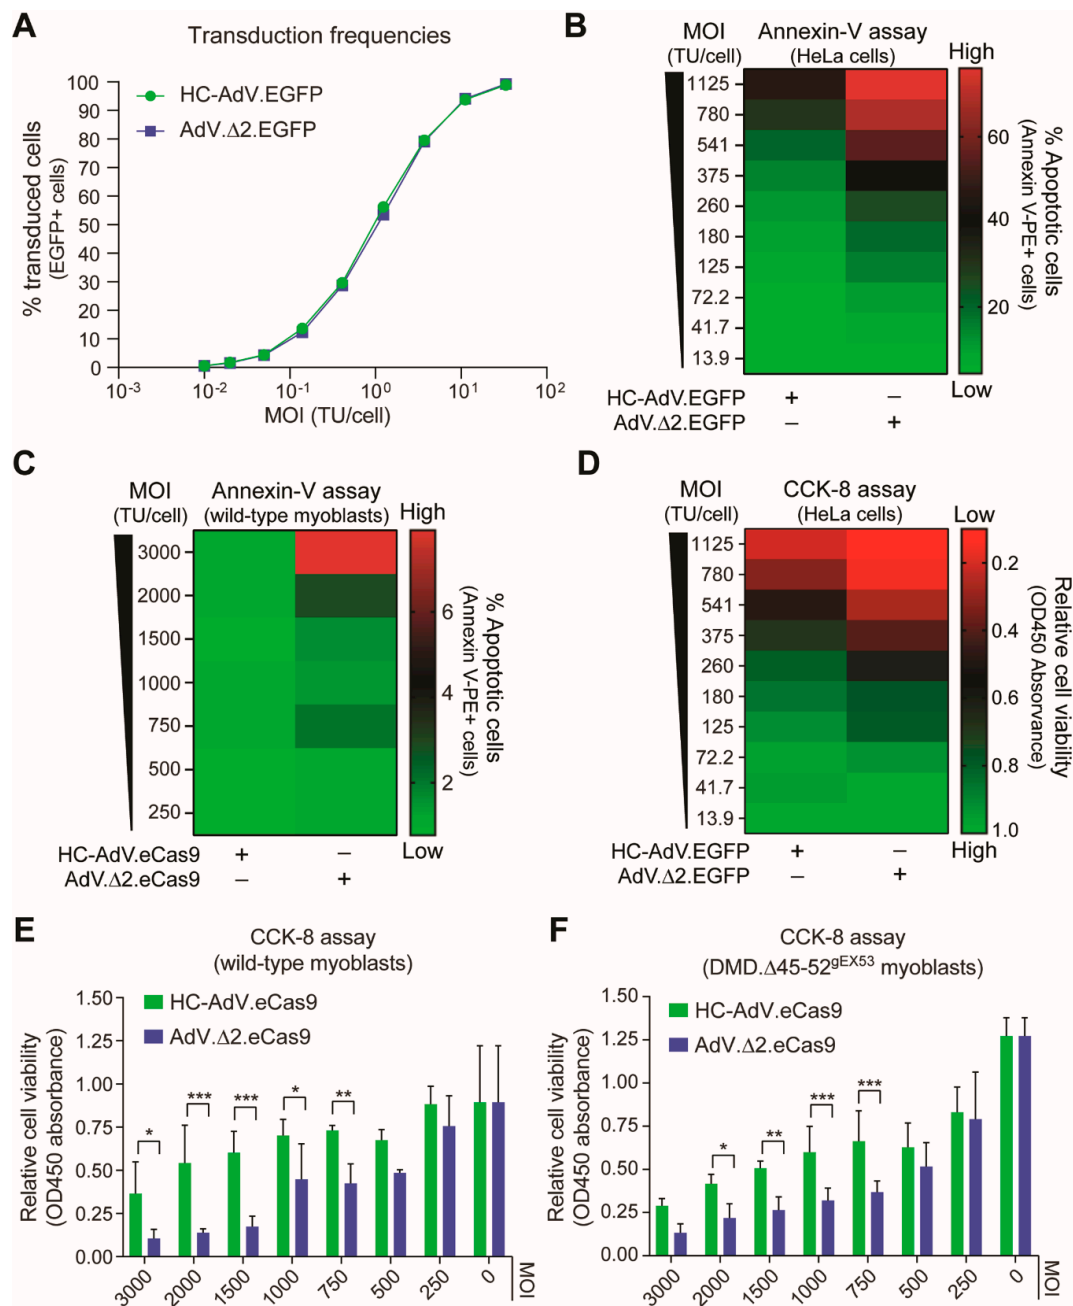 A
Transduction frequencies
HC-AdV.EGFP
AdV.Δ2.EGFP
% transduced cells
(EGFP+ cells)
100
90
80
70
60
50
40
30
20
10
0
10-3 10-2 10-1 100 101 102
MOI (TU/cell)
B
MOI
(TU/cell)
Annexin-V assay
(HeLa cells)
High
1125
780
541
375
260
180
125
72.2
41.7
13.9
60
40
20
% Apoptotic cells
(Annexin V-PE+ cells)
Low
HC-AdV.EGFP + –
AdV.Δ2.EGFP – +
C
MOI
(TU/cell)
Annexin-V assay
(wild-type myoblasts)
High
3000
2000
1500
1000
750
500
250
6
4
2
% Apoptotic cells
(Annexin V-PE+ cells)
Low
HC-AdV.eCas9 + –
AdV.Δ2.eCas9 – +
D
MOI
(TU/cell)
CCK-8 assay
(HeLa cells)
Low
1125
780
541
375
260
180
125
72.2
41.7
13.9
0.2
0.4
0.6
0.8
1.0
Relative cell viability
(OD450 Absorvance)
High
HC-AdV.EGFP + –
AdV.Δ2.EGFP – +
E
CCK-8 assay
(wild-type myoblasts)
HC-AdV.eCas9
AdV.Δ2.eCas9
Relative cell viability
(OD450 absorbance)
1.50
1.25
1.00
0.75
0.50
0.25
0.00
* *** *** * **
3000 2000 1500 1000 750 500 250 0
MOI
F
CCK-8 assay
(DMD.Δ45-52gEX53 myoblasts)
HC-AdV.eCas9
AdV.Δ2.eCas9
Relative cell viability
(OD450 absorbance)
1.50
1.25
1.00
0.75
0.50
0.25
0.00
* ** *** ***
3000 2000 1500 1000 750 500 250 0
MOI